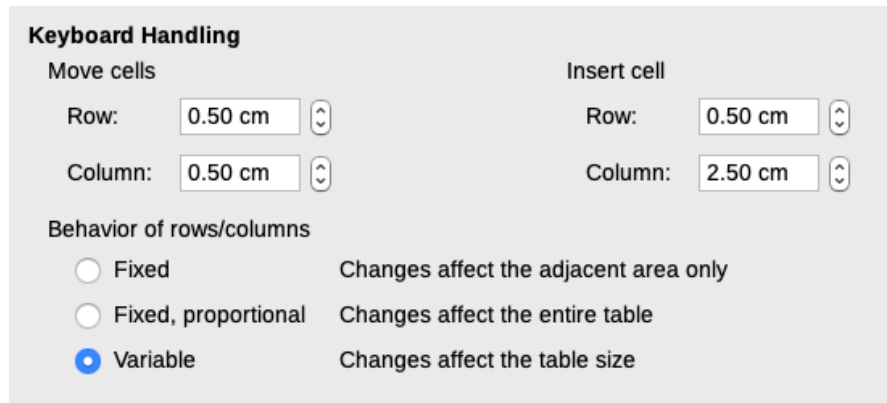 Keyboard Handling
Move cells Insert cell
Row: 0.50 cm Row: 0.50 cm
Column: 0.50 cm Column: 2.50 cm
Behavior of rows/columns
Fixed Changes affect the adjacent area only
Fixed, proportional Changes affect the entire table
Variable Changes affect the table size